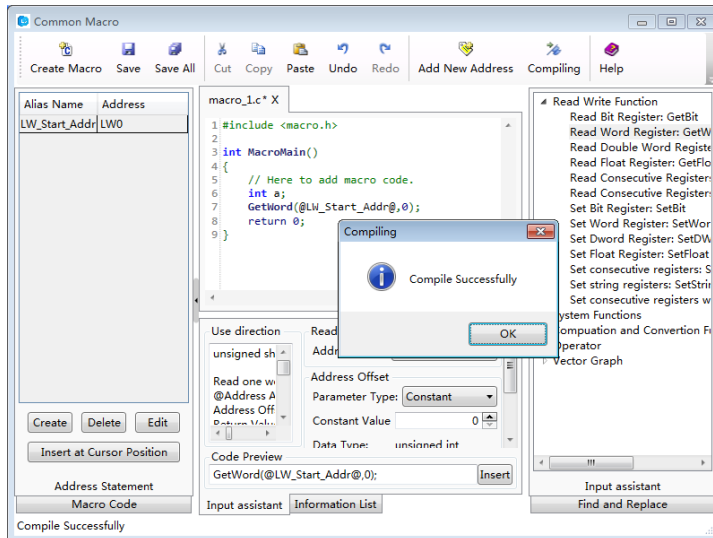 Common Macro
Create Macro Save Save All Cut Copy Paste Undo Redo Add New Address Compiling Help
Alias Name Address
LW_Start_Addr LW0
Create Delete Edit
Insert at Cursor Position
Address Statement
Macro Code
macro_1.c* X
1 #include <macro.h>
2
3 int MacroMain()
4 {
5 // Here to add macro code.
6 int a;
7 GetWord(@LW_Start_Addr@,0);
8 return 0;
9 }
Compiling
Compile Successfully
OK
Use direction
unsigned sh
Read one w
@Address A
Address Off
Return Valu
Read
Addr
Address Offset
Parameter Type: Constant
Constant Value 0
Data Type: unsigned int
Code Preview
GetWord(@LW_Start_Addr@,0); Insert
Input assistant Information List
Read Write Function
Read Bit Register: GetBit
Read Word Register: GetW
Read Double Word Registe
Read Float Register: GetFlo
Read Consecutive Register
Read Consecutive Register
Set Bit Register: SetBit
Set Word Register: SetWor
Set Dword Register: SetDW
Set Float Register: SetFloat
Set consecutive registers: S
Set string registers: SetStrin
Set consecutive registers w
ystem Functions
ompuation and Convertion Fu
perator
Vector Graph
Input assistant
Find and Replace
Compile Successfully